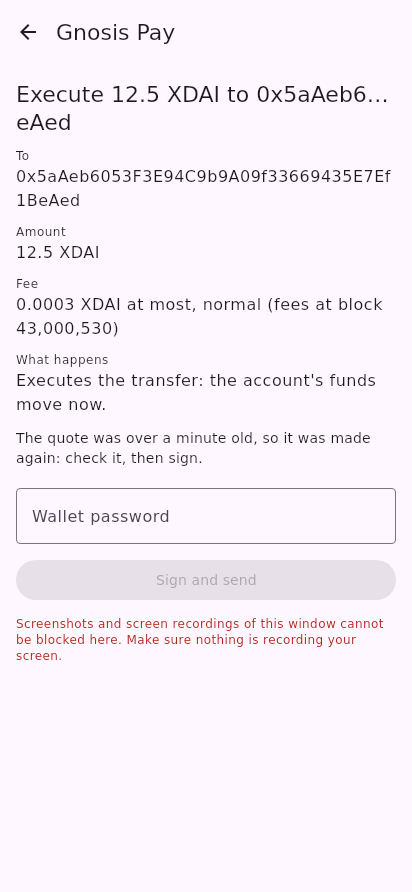 Gnosis Pay
Execute 12.5 XDAI to 0x5aAeb6…
eAed
To
0x5aAeb6053F3E94C9b9A09f33669435E7Ef
1BeAed
Amount
12.5 XDAI
Fee
0.0003 XDAI at most, normal (fees at block
43,000,530)
What happens
Executes the transfer: the account's funds
move now.
The quote was over a minute old, so it was made
again: check it, then sign.
Wallet password
Sign and send
Screenshots and screen recordings of this window cannot
be blocked here. Make sure nothing is recording your
screen.